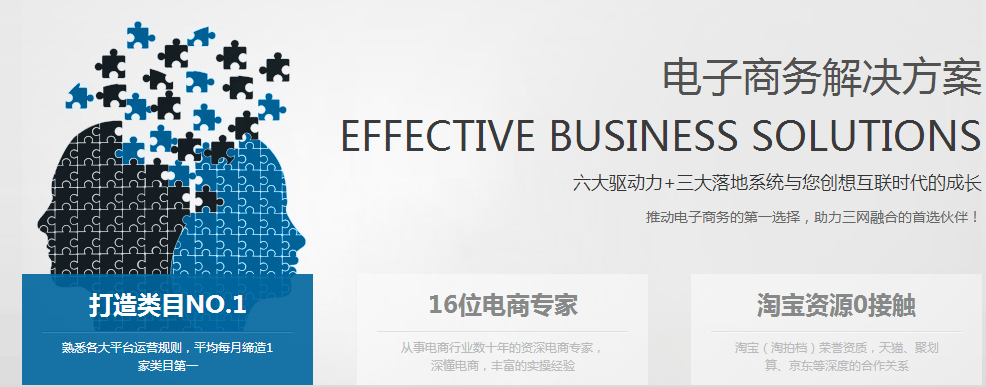 电子商务解决方案
EFFECTIVE BUSINESS SOLUTIONS
六大驱动力+三大落地系统与您创想互联时代的成长
推动电子商务的第一选择，助力三网融合的首选伙伴！
打造类目NO.1
熟悉各大平台运营规则，平均每月缔造1
家类目第一
16位电商专家
从事电商行业数十年的资深电商专家，
深懂电商，丰富的实操经验
淘宝资源0接触
淘宝（淘拍档）荣誉资质，天猫、聚划
算、京东等深度的合作关系